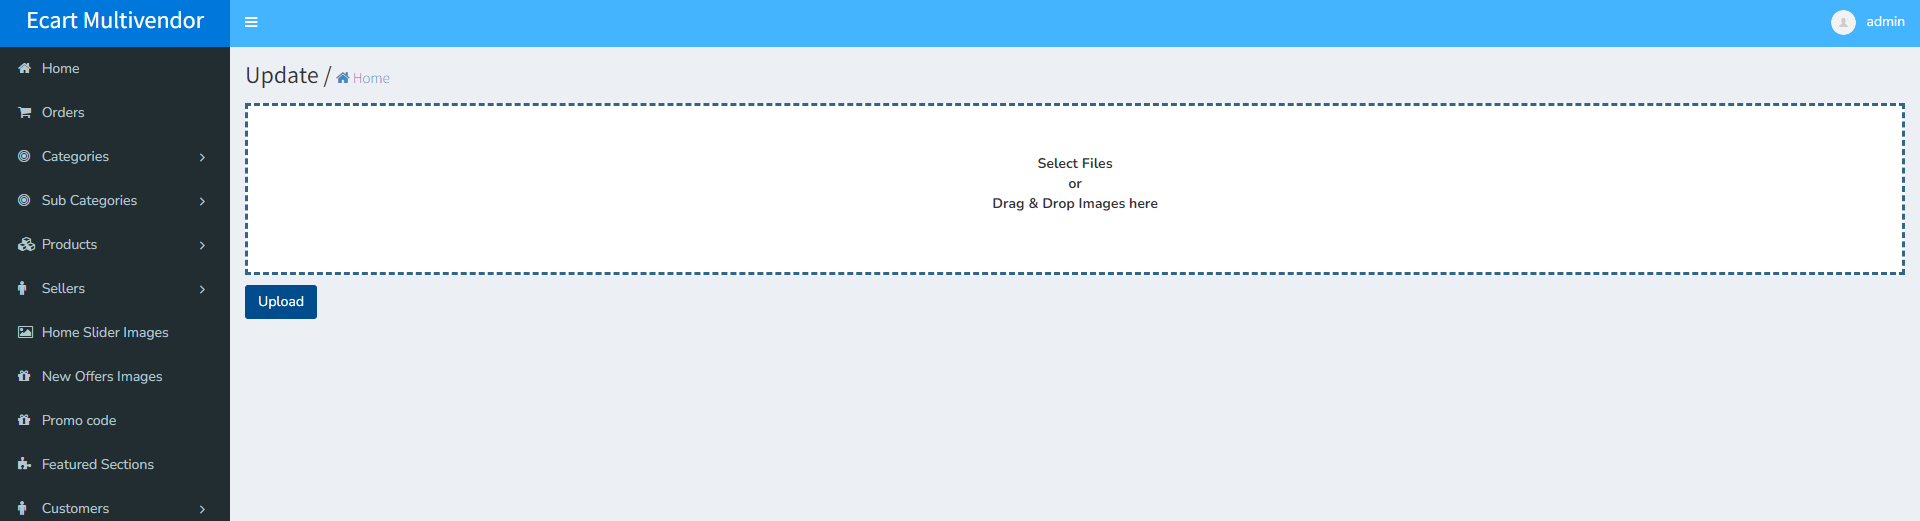 Ecart Multivendor
admin
Home
Orders
Categories
Sub Categories
Products
Sellers
Home Slider Images
New Offers Images
Promo code
Featured Sections
Customers
Update / Home
Select Files
or
Drag & Drop Images here
Upload